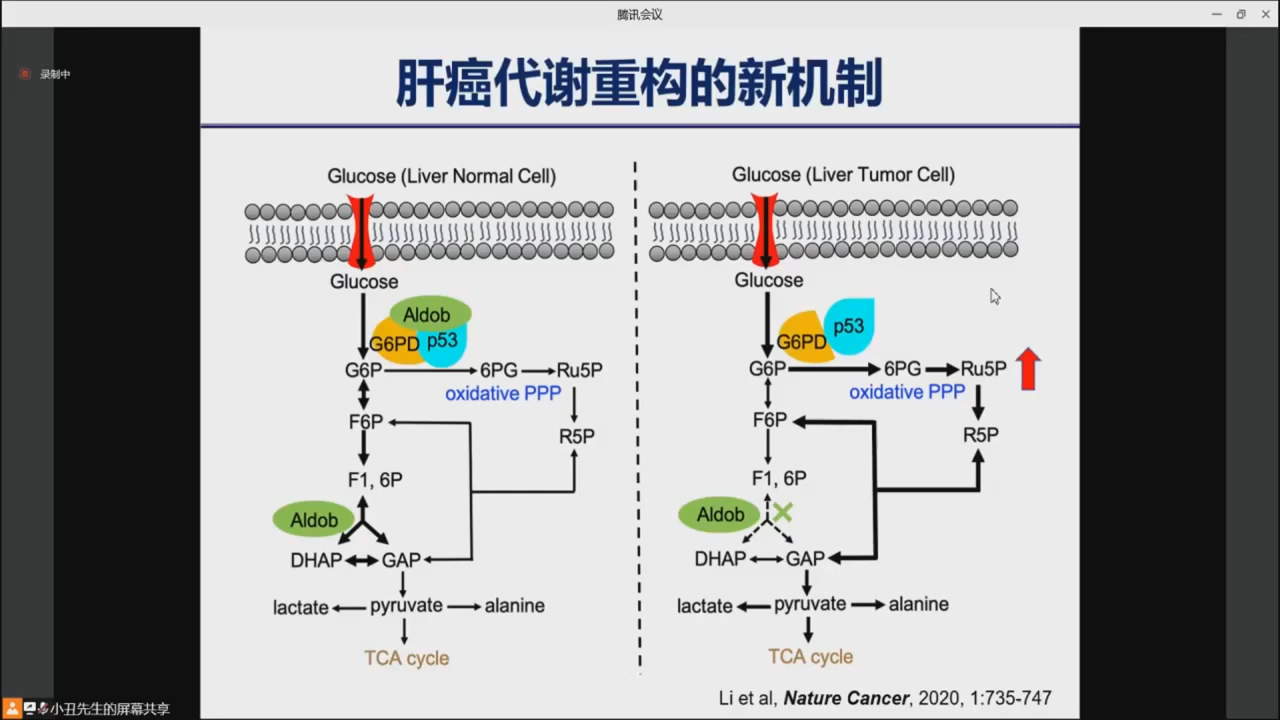 腾讯会议
录制中
肝癌代谢重构的新机制
Glucose (Liver Normal Cell)
Glucose
Aldob
G6PD
p53
G6P
6PG
Ru5P
oxidative PPP
F6P
R5P
F1, 6P
Aldob
DHAP
GAP
lactate
pyruvate
alanine
TCA cycle
Glucose (Liver Tumor Cell)
Glucose
p53
G6PD
G6P
6PG
Ru5P
oxidative PPP
F6P
R5P
F1, 6P
Aldob
DHAP
GAP
lactate
pyruvate
alanine
TCA cycle
Li et al, Nature Cancer, 2020, 1:735-747
小丑先生的屏幕共享